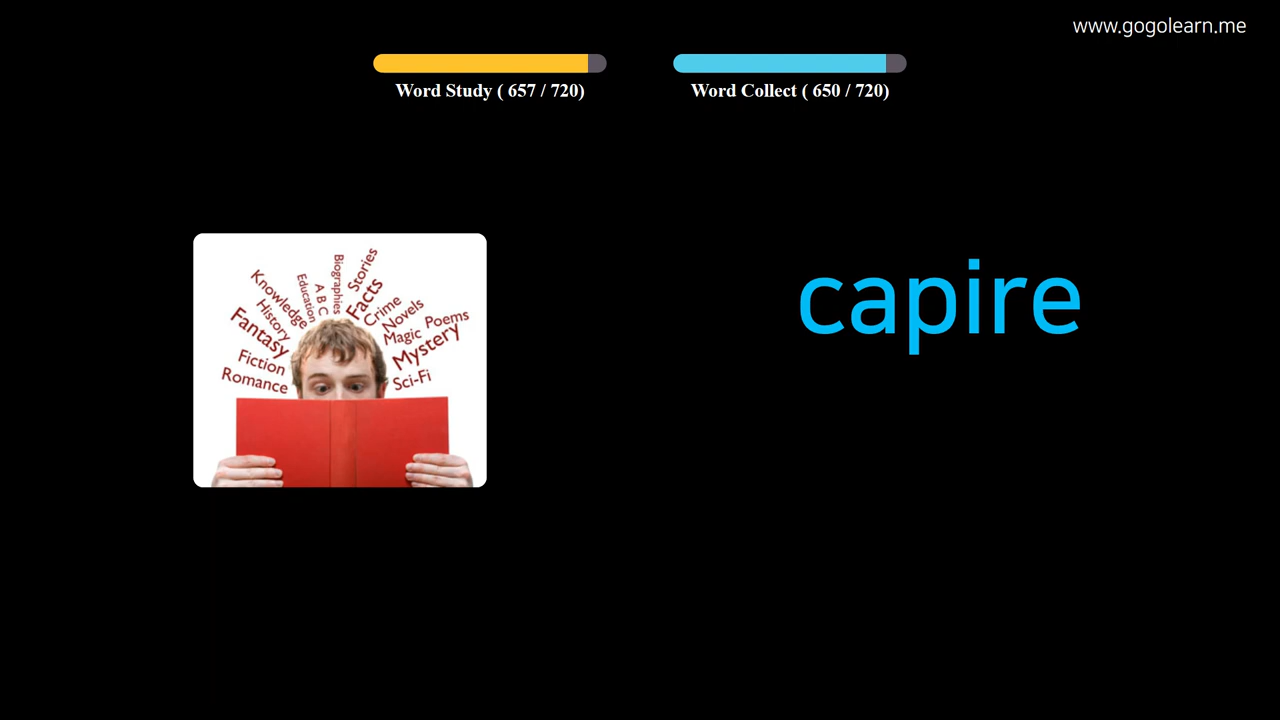 www.gogolearn.me
Word Study ( 657 / 720)
Word Collect ( 650 / 720)
capire
Stories
Biographies
Facts
Knowledge
Education
A B C
Crime
History
Novels
Poems
Fantasy
Magic
Mystery
Fiction
Romance
Sci-Fi